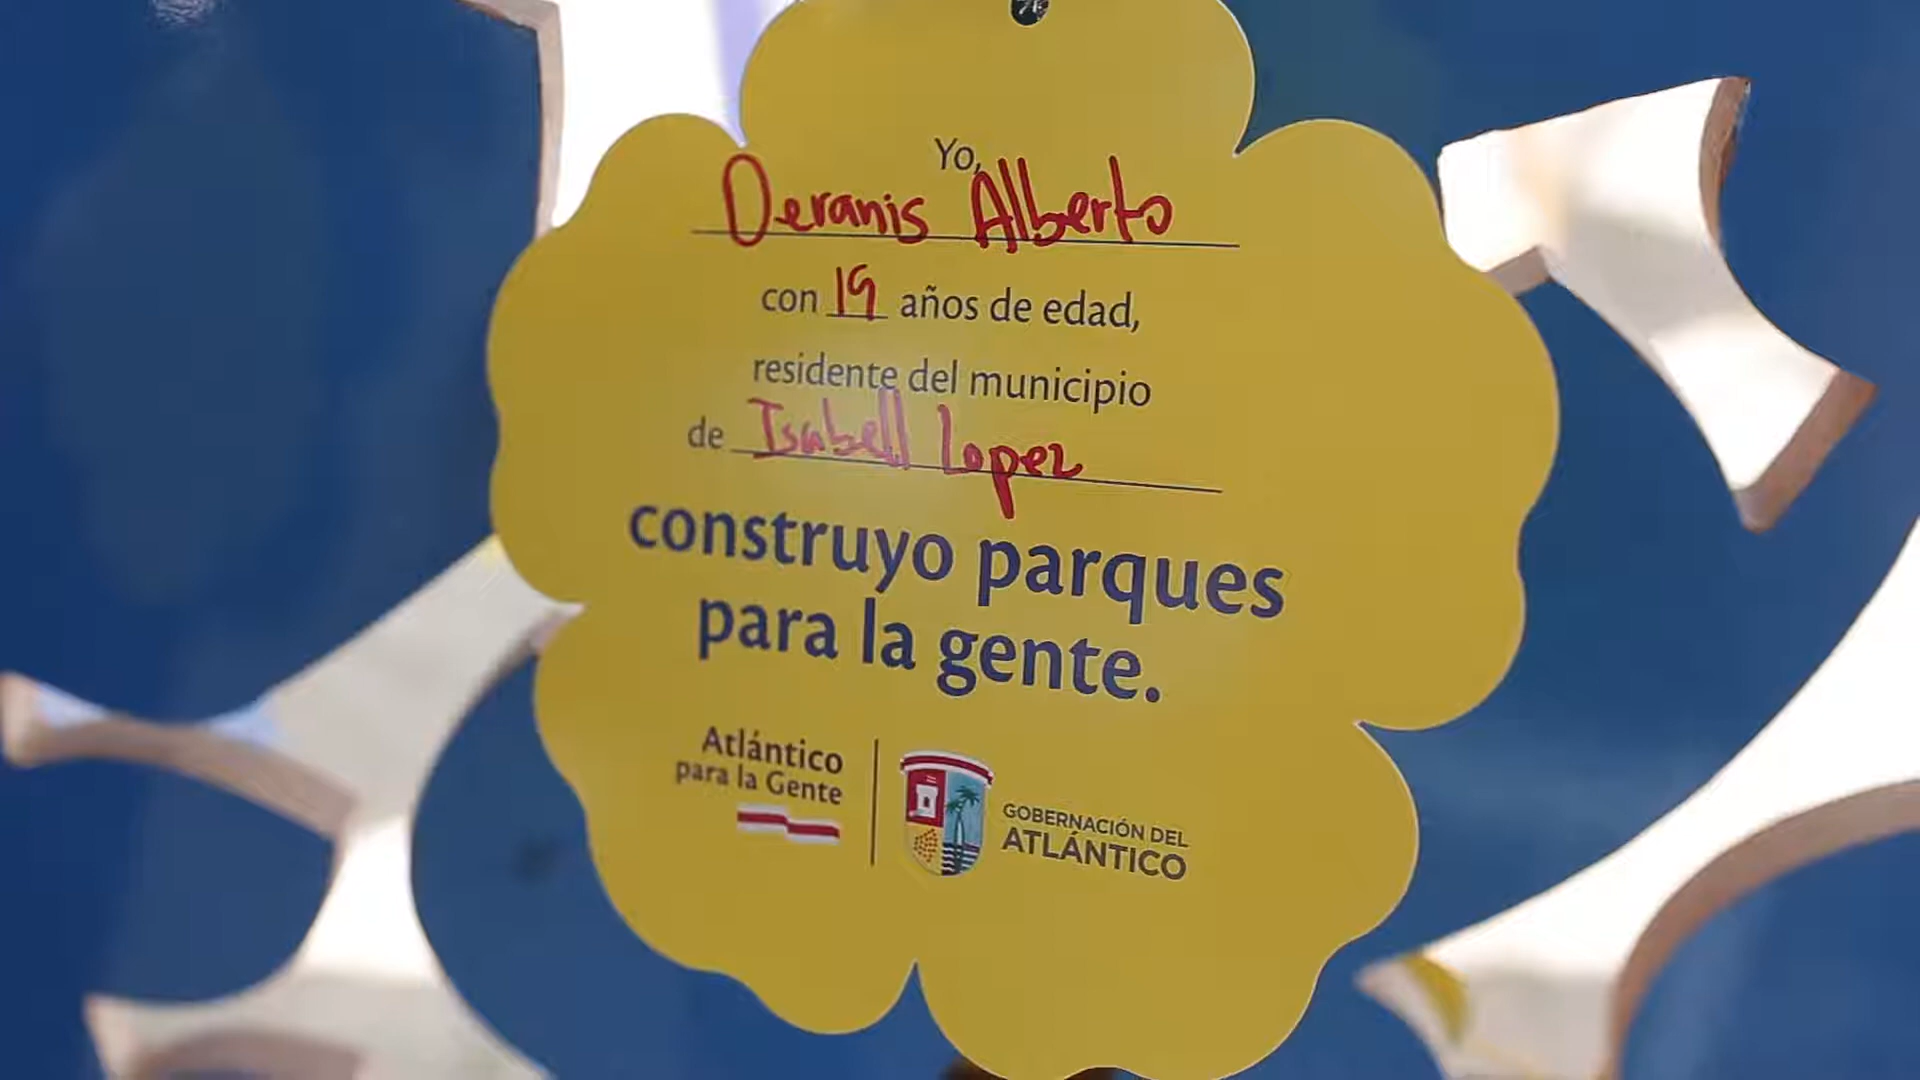 Yo,
Deranis Alberto
con 19 años de edad,
residente del municipio
de Isabell Lopez
construyo parques
para la gente.
Atlántico
para la Gente
GOBERNACIÓN DEL
ATLÁNTICO